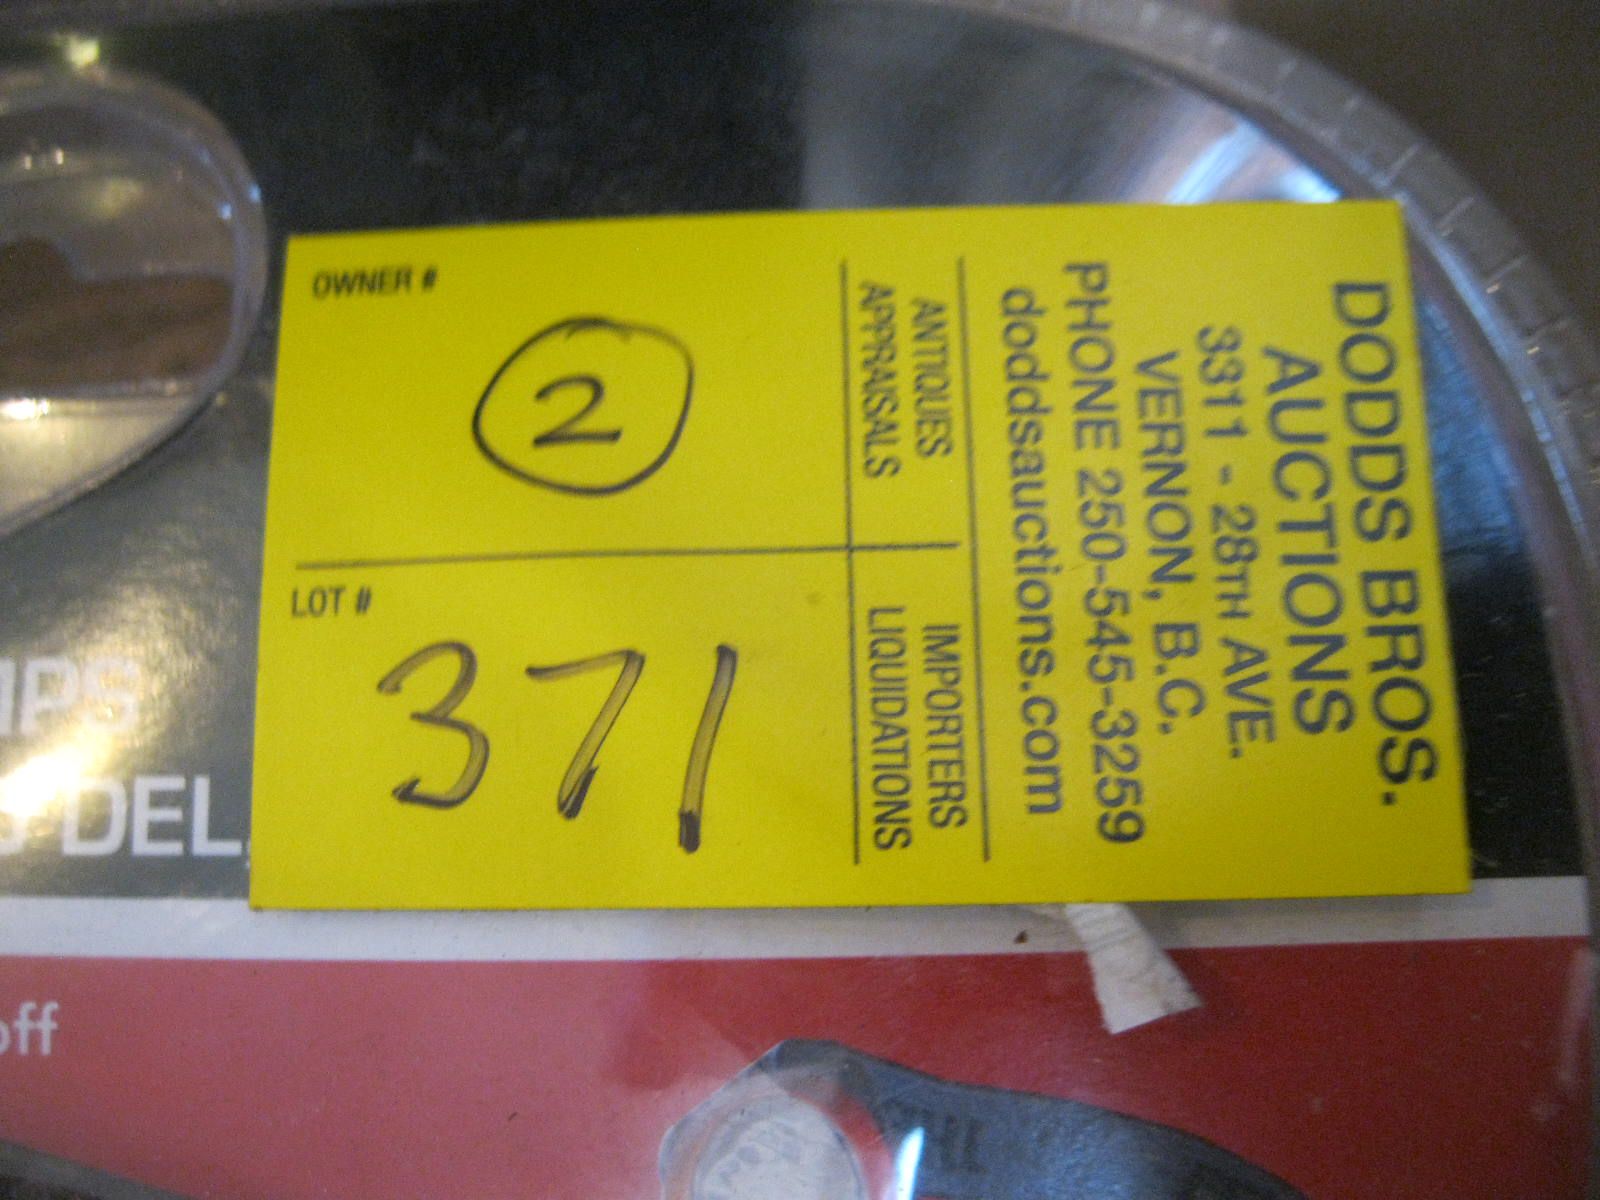 DODDS BROS.
AUCTIONS
3311 - 28TH AVE.
VERNON, B.C.
PHONE 250-545-3259
doddsauctions.com
ANTIQUES
APPRAISALS
IMPORTERS
LIQUIDATIONS
OWNER #
2
LOT #
371
DEL
off